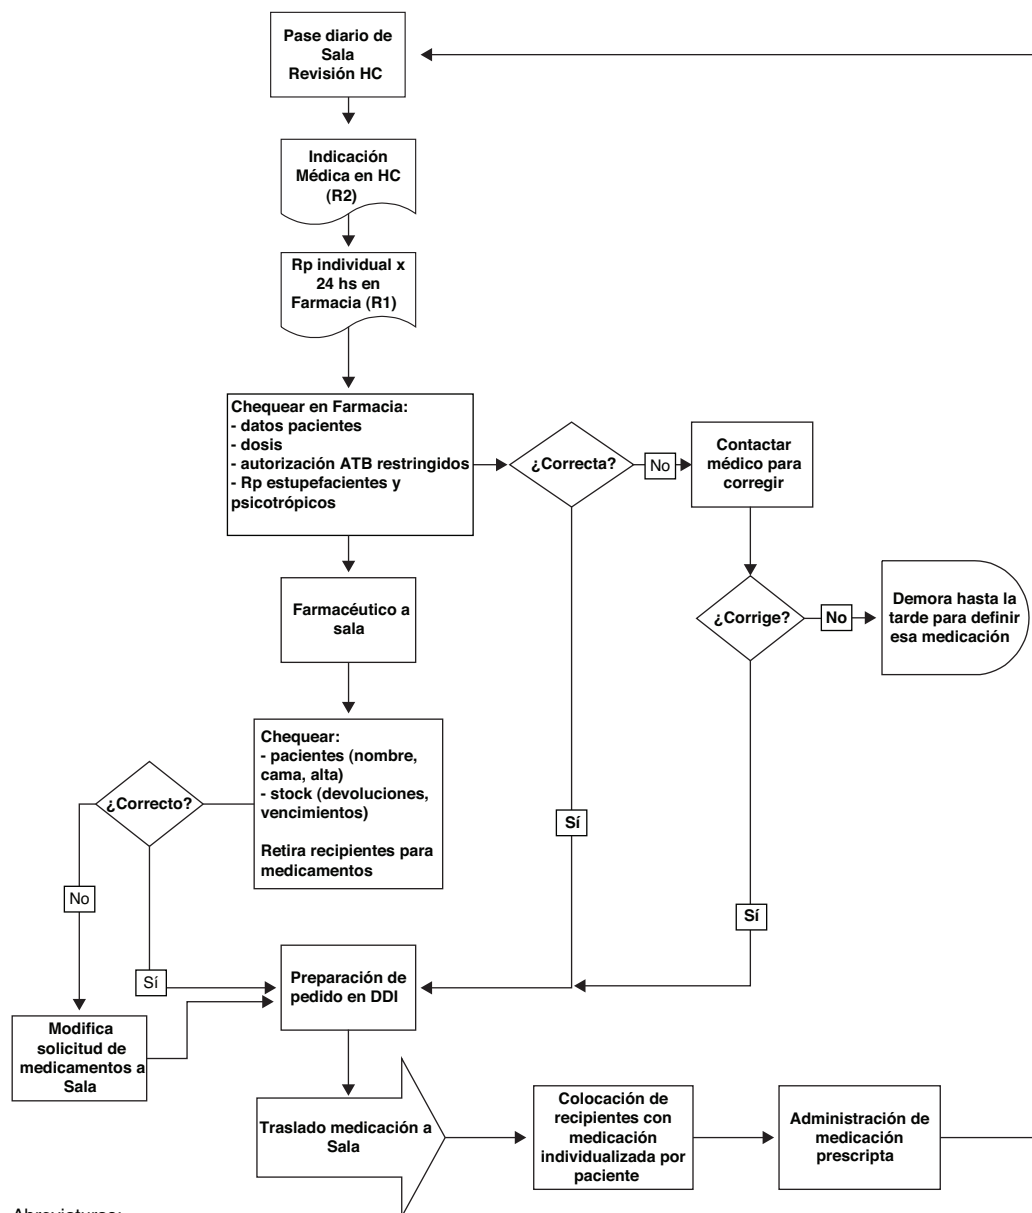 Pase diario de
Sala
Revisión HC
Indicación
Médica en HC
(R2)
Rp individual x
24 hs en
Farmacia (R1)
Chequear en Farmacia:
- datos pacientes
- dosis
- autorización ATB restringidos
- Rp estupefacientes y
psicotrópicos
¿Correcta?
No
Contactar
médico para
corregir
¿Corrige?
No
Demora hasta la
tarde para definir
esa medicación
Farmacéutico a
sala
Chequear:
- pacientes (nombre,
cama, alta)
- stock (devoluciones,
vencimientos)
Retira recipientes para
medicamentos
¿Correcto?
No
Sí
Sí
Sí
Modifica
solicitud de
medicamentos a
Sala
Preparación de
pedido en DDI
Traslado medicación a
Sala
Colocación de
recipientes con
medicación
individualizada por
paciente
Administración de
medicación
prescripta